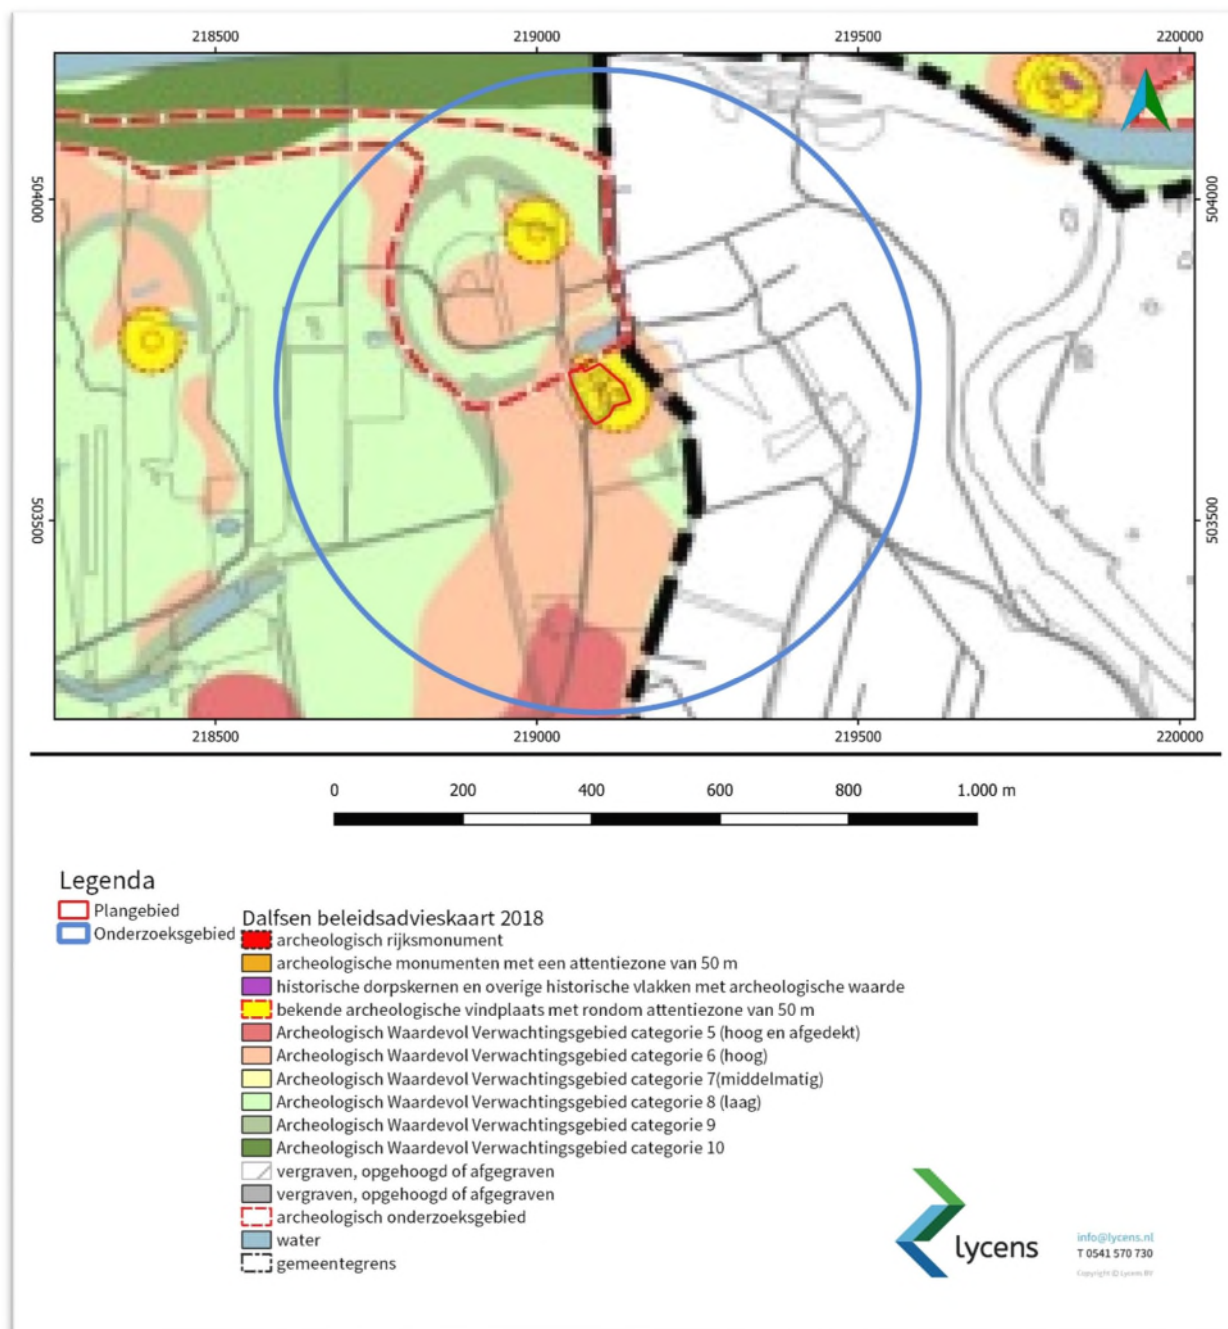 218500 219000 219500 220000
504000 504000
503500 503500
218500 219000 219500 220000
0 200 400 600 800 1.000 m
Legenda
Plangebied
Onderzoeksgebied
Dalfsen beleidsadvieskaart 2018
archeologisch rijksmonument
archeologische monumenten met een attentiezone van 50 m
historische dorpskernen en overige historische vlakken met archeologische waarde
bekende archeologische vindplaats met rondom attentiezone van 50 m
Archeologisch Waardevol Verwachtingsgebied categorie 5 (hoog en afgedekt)
Archeologisch Waardevol Verwachtingsgebied categorie 6 (hoog)
Archeologisch Waardevol Verwachtingsgebied categorie 7(middelmatig)
Archeologisch Waardevol Verwachtingsgebied categorie 8 (laag)
Archeologisch Waardevol Verwachtingsgebied categorie 9
Archeologisch Waardevol Verwachtingsgebied categorie 10
vergraven, opgehoogd of afgegraven
vergraven, opgehoogd of afgegraven
archeologisch onderzoeksgebied
water
gemeentegrens
lycens
info@lycens.nl
T 0541 570 730
Copyright © Lycens BV